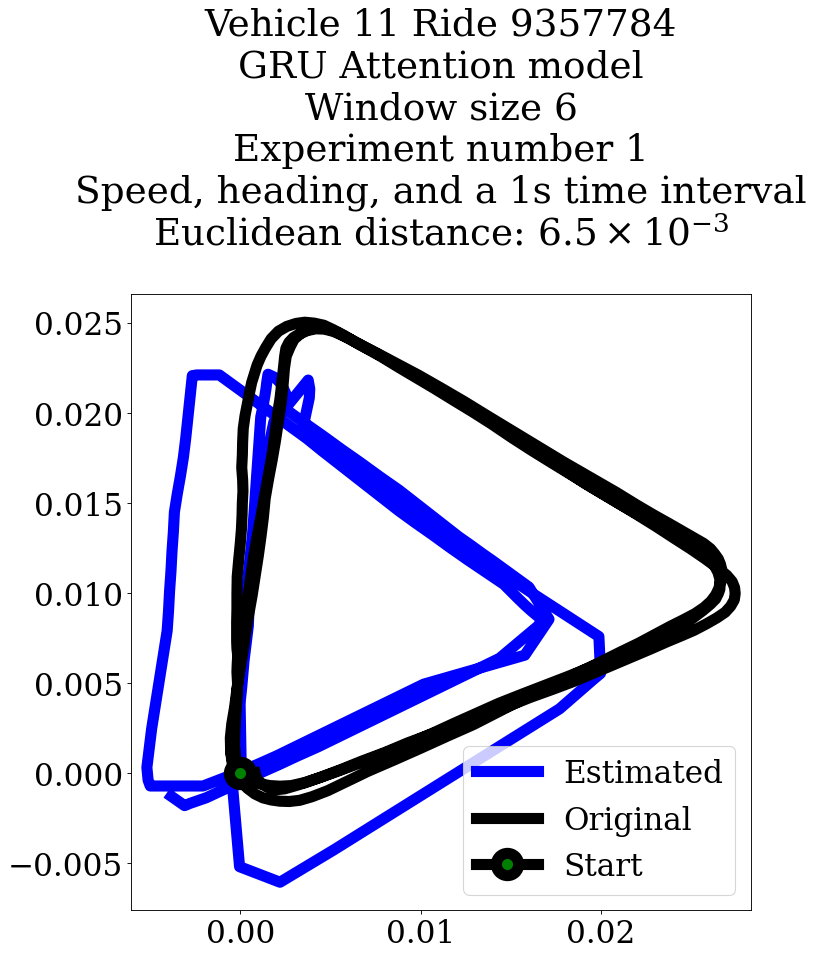 Vehicle 11 Ride 9357784
GRU Attention model
Window size 6
Experiment number 1
Speed, heading, and a 1s time interval
Euclidean distance: 6.5 × 10⁻³
0.025
0.020
0.015
0.010
0.005
0.000
−0.005
Estimated
Original
Start
0.00 0.01 0.02